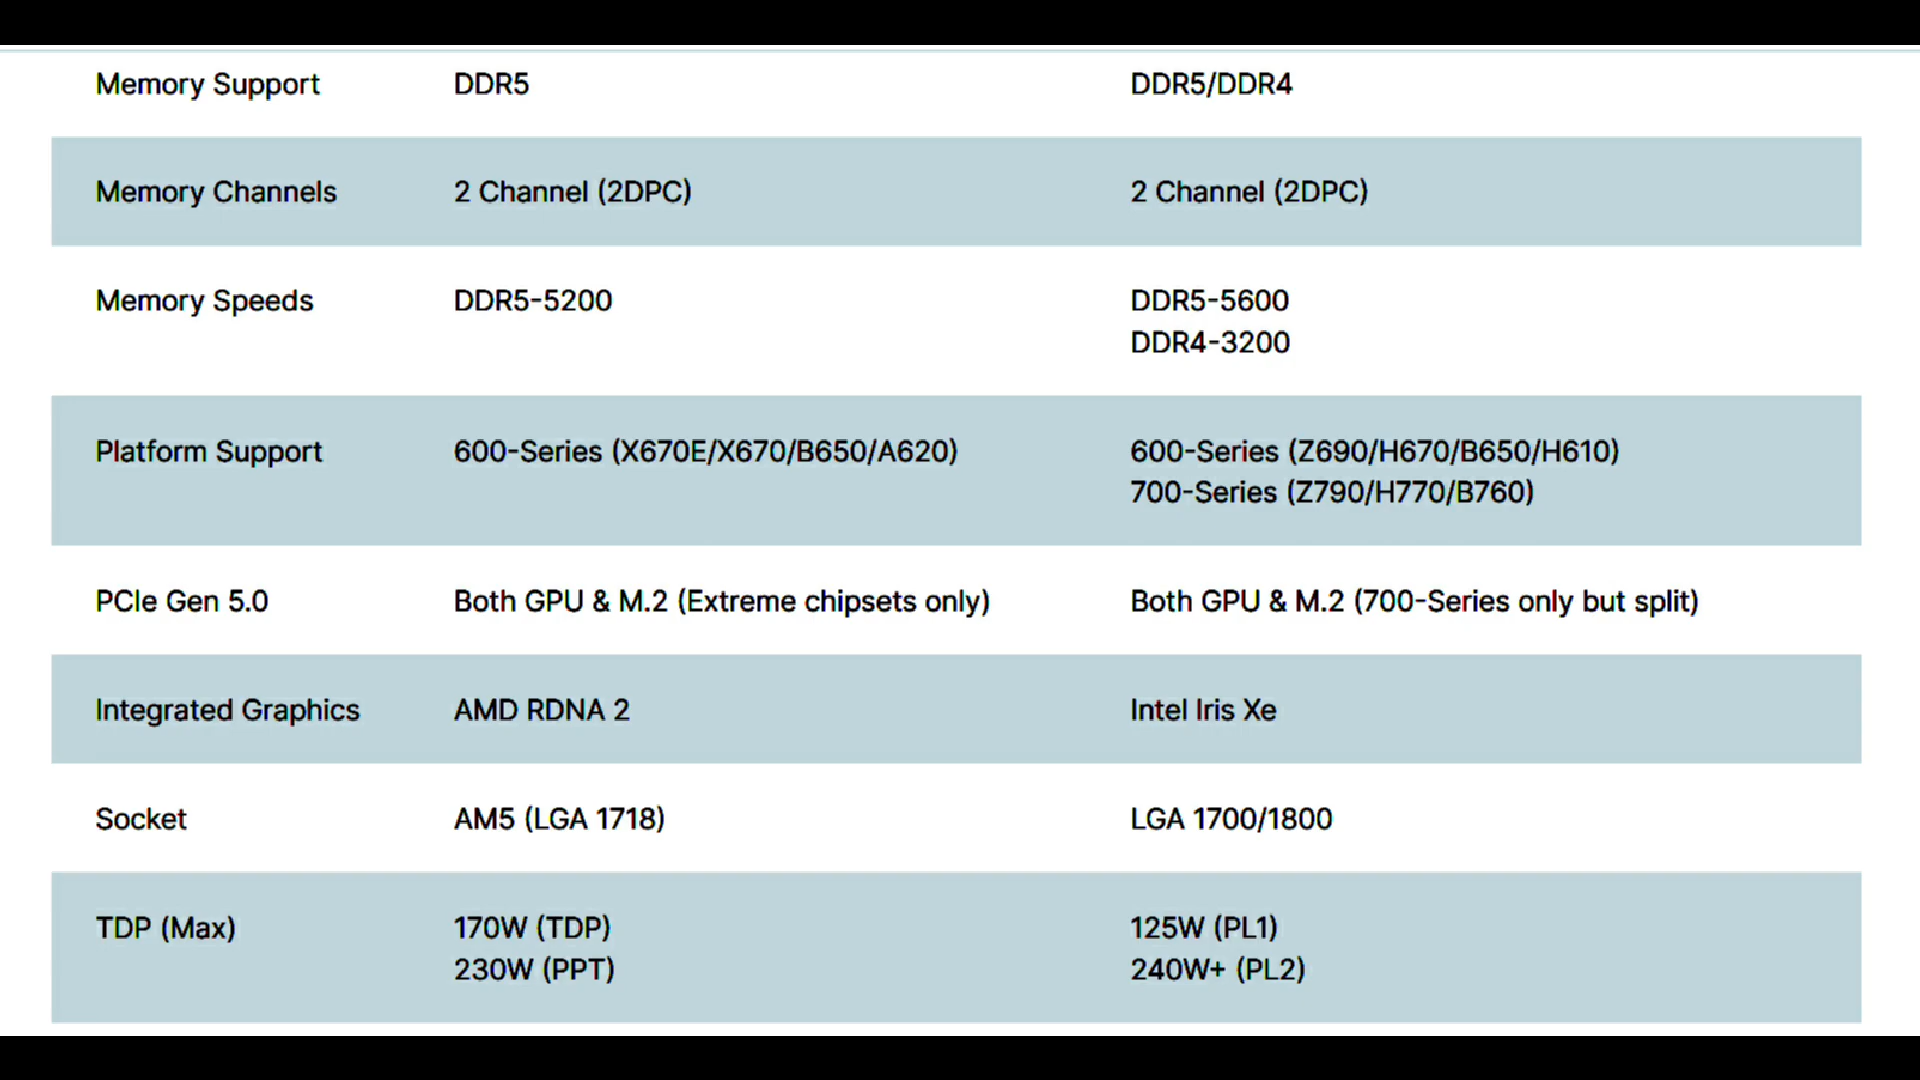 Memory Support DDR5 DDR5/DDR4
Memory Channels 2 Channel (2DPC) 2 Channel (2DPC)
Memory Speeds DDR5-5200 DDR5-5600
DDR4-3200
Platform Support 600-Series (X670E/X670/B650/A620) 600-Series (Z690/H670/B650/H610)
700-Series (Z790/H770/B760)
PCIe Gen 5.0 Both GPU & M.2 (Extreme chipsets only) Both GPU & M.2 (700-Series only but split)
Integrated Graphics AMD RDNA 2 Intel Iris Xe
Socket AM5 (LGA 1718) LGA 1700/1800
TDP (Max) 170W (TDP) 125W (PL1)
230W (PPT) 240W+ (PL2)